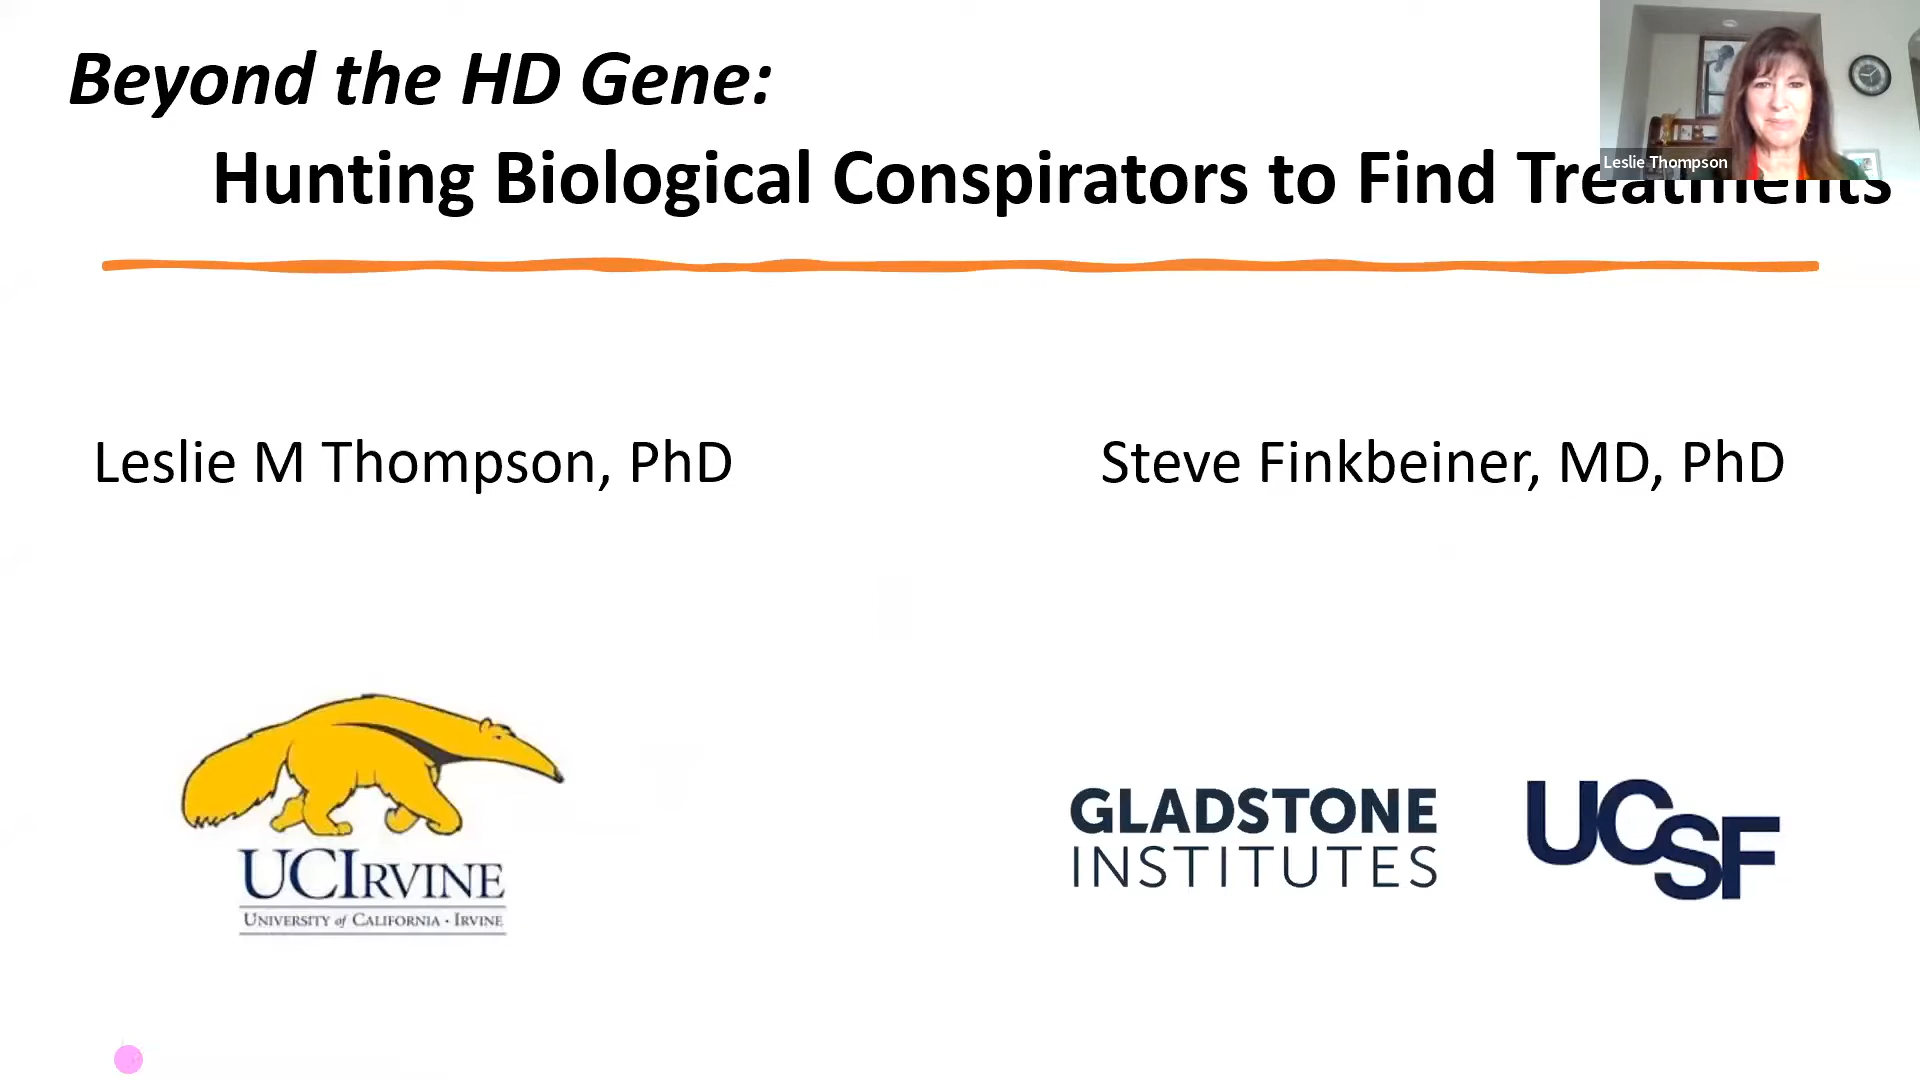 Beyond the HD Gene:
Hunting Biological Conspirators to Find Treatments
Leslie Thompson
Leslie M Thompson, PhD
Steve Finkbeiner, MD, PhD
UCIRVINE
UNIVERSITY of CALIFORNIA · IRVINE
GLADSTONE
INSTITUTES
UCSF